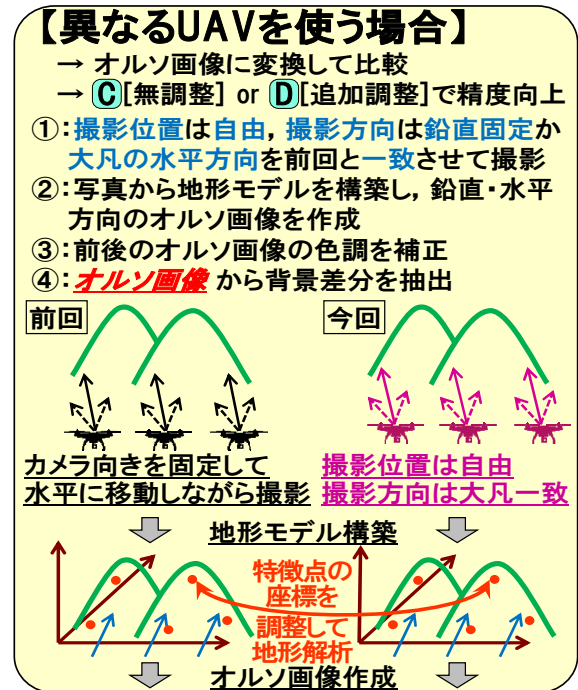 【異なるUAVを使う場合】
→ オルソ画像に変換して比較
→ C[無調整] or D[追加調整]で精度向上
①:撮影位置は自由，撮影方向は鉛直固定か
大凡の水平方向を前回と一致させて撮影
②:写真から地形モデルを構築し，鉛直・水平
方向のオルソ画像を作成
③:前後のオルソ画像の色調を補正
④:オルソ画像 から背景差分を抽出
前回
今回
カメラ向きを固定して
水平に移動しながら撮影
撮影位置は自由
撮影方向は大凡一致
地形モデル構築
特徴点の
座標を
調整して
地形解析
オルソ画像作成